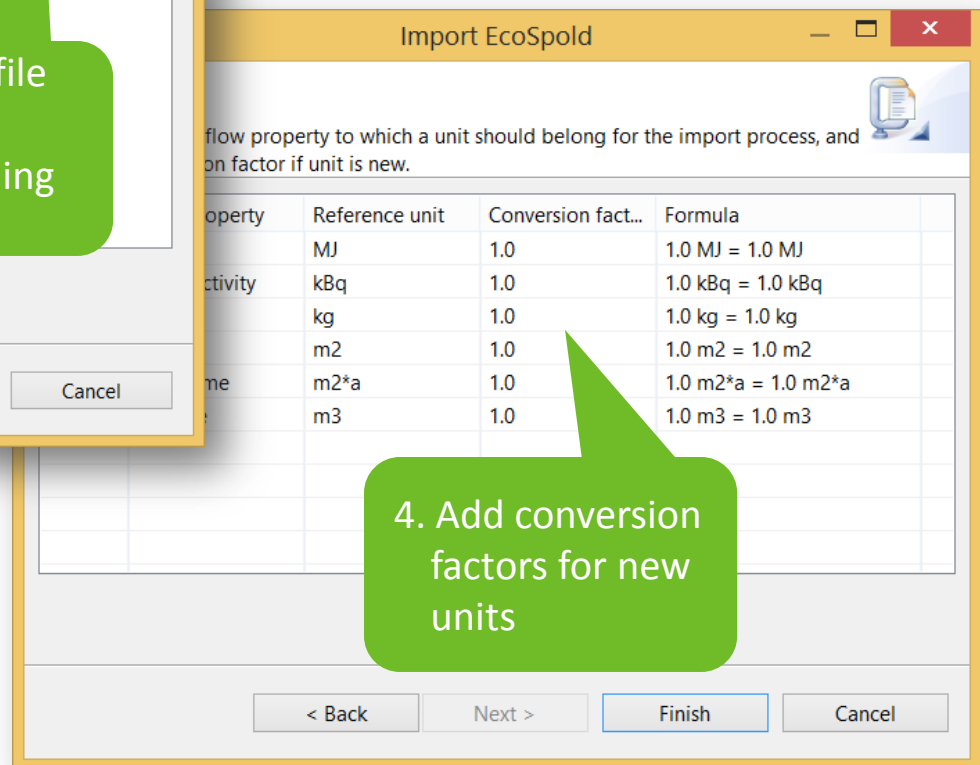 Import EcoSpold
file
ing
flow property to which a unit should belong for the import process, and
on factor if unit is new.
operty Reference unit Conversion fact... Formula
MJ 1.0 1.0 MJ = 1.0 MJ
ctivity kBq 1.0 1.0 kBq = 1.0 kBq
kg 1.0 1.0 kg = 1.0 kg
m2 1.0 1.0 m2 = 1.0 m2
me m2*a 1.0 1.0 m2*a = 1.0 m2*a
m3 1.0 1.0 m3 = 1.0 m3
Cancel
4. Add conversion
factors for new
units
< Back Next > Finish Cancel